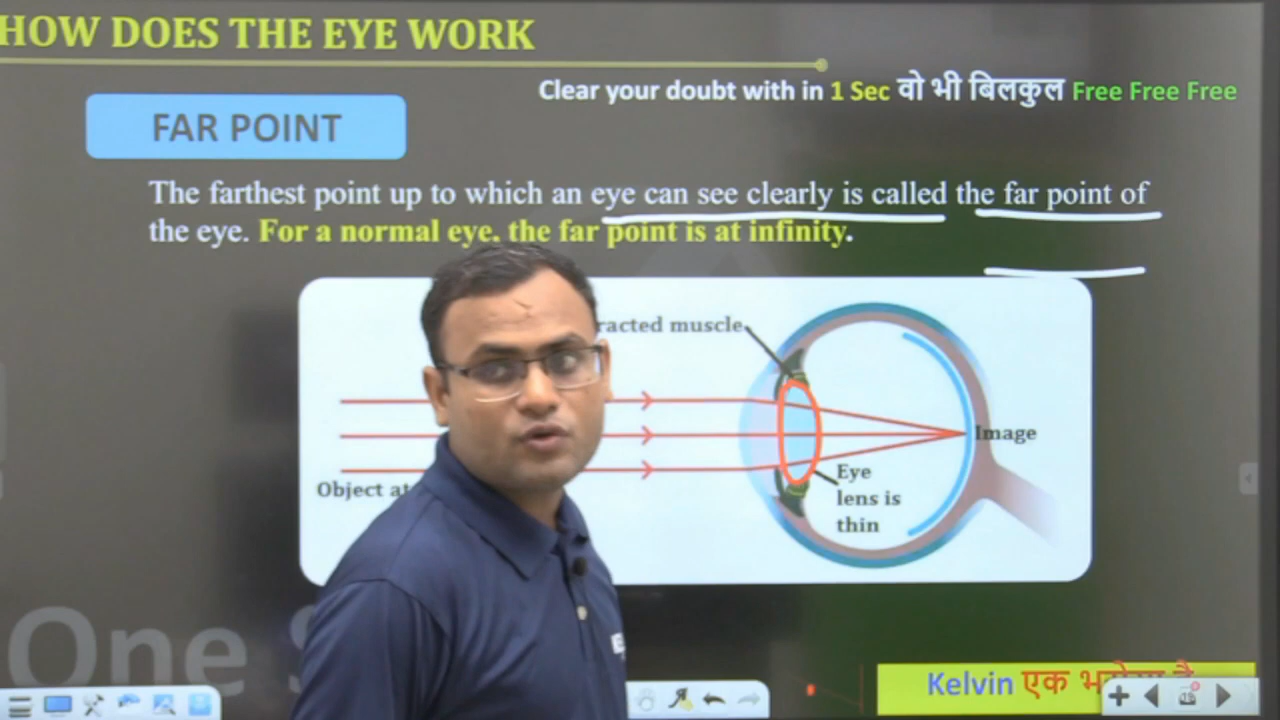 HOW DOES THE EYE WORK
Clear your doubt with in 1 Sec वो भी बिलकुल Free Free Free
FAR POINT
The farthest point up to which an eye can see clearly is called the far point of
the eye. For a normal eye, the far point is at infinity.
racted muscle
Image
Object at
Eye
lens is
thin
One
Kelvin एक